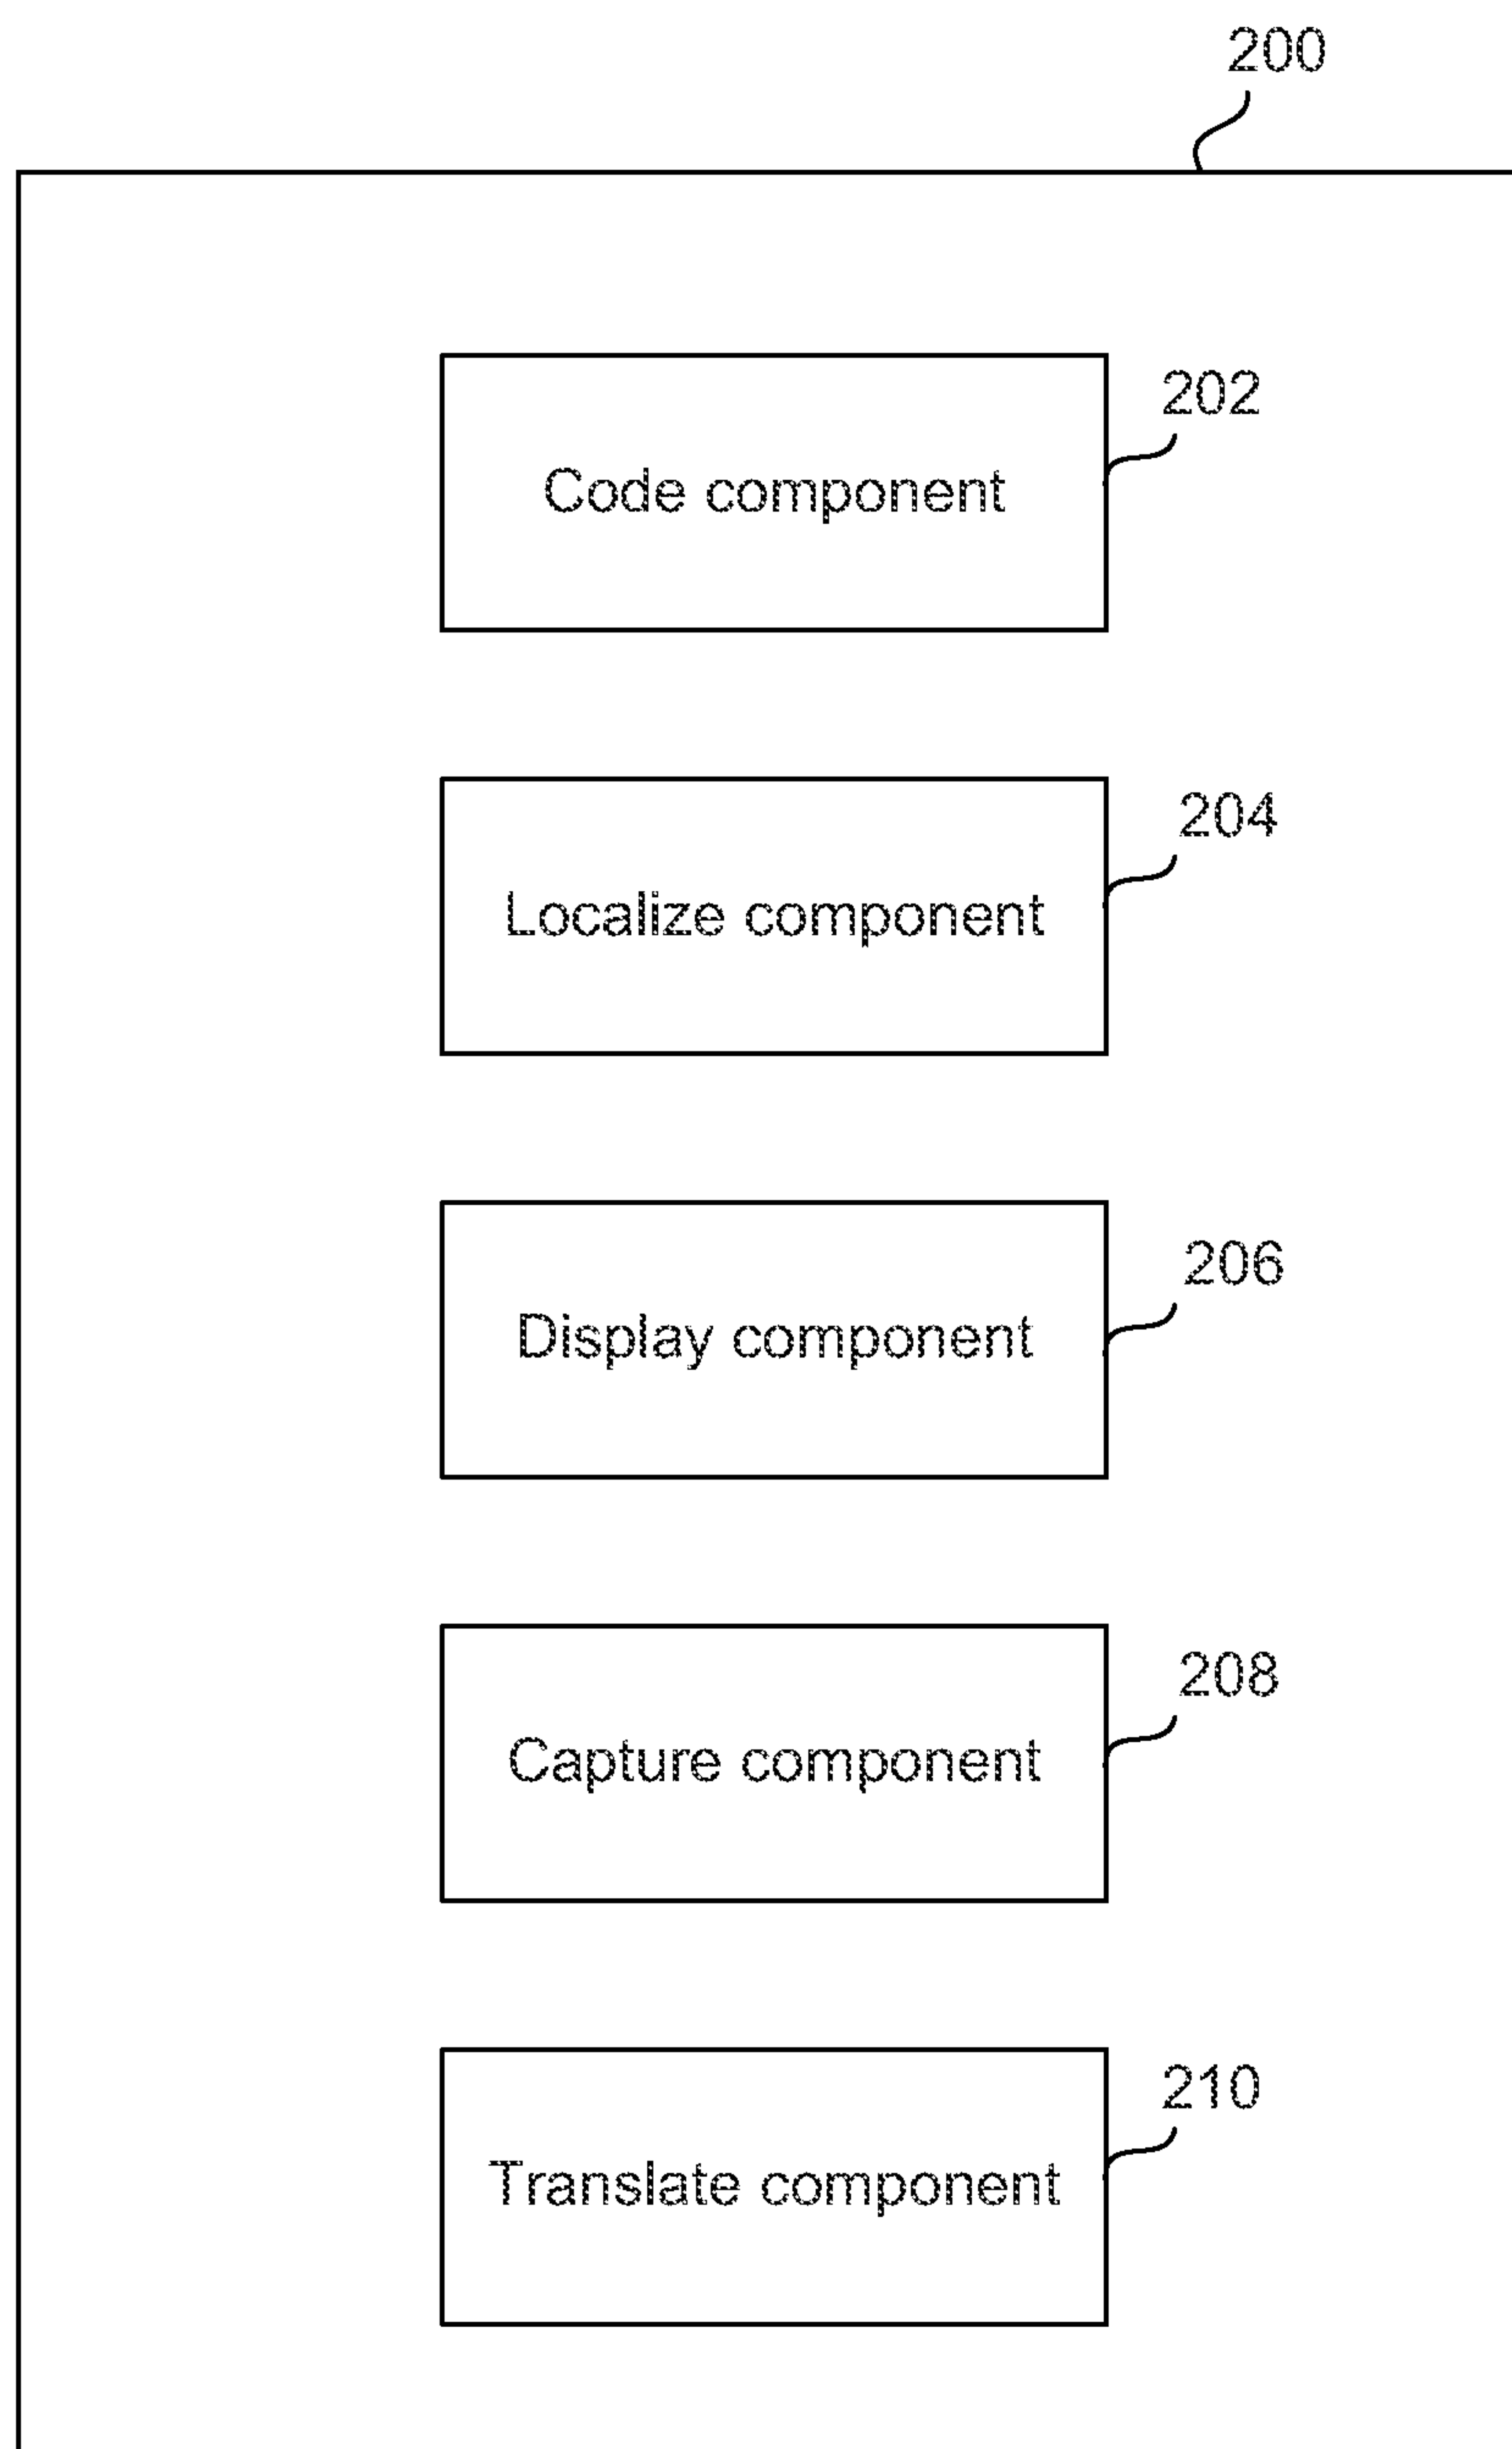 200
202
Code component
204
Localize component
206
Display component
208
Capture component
210
Translate component